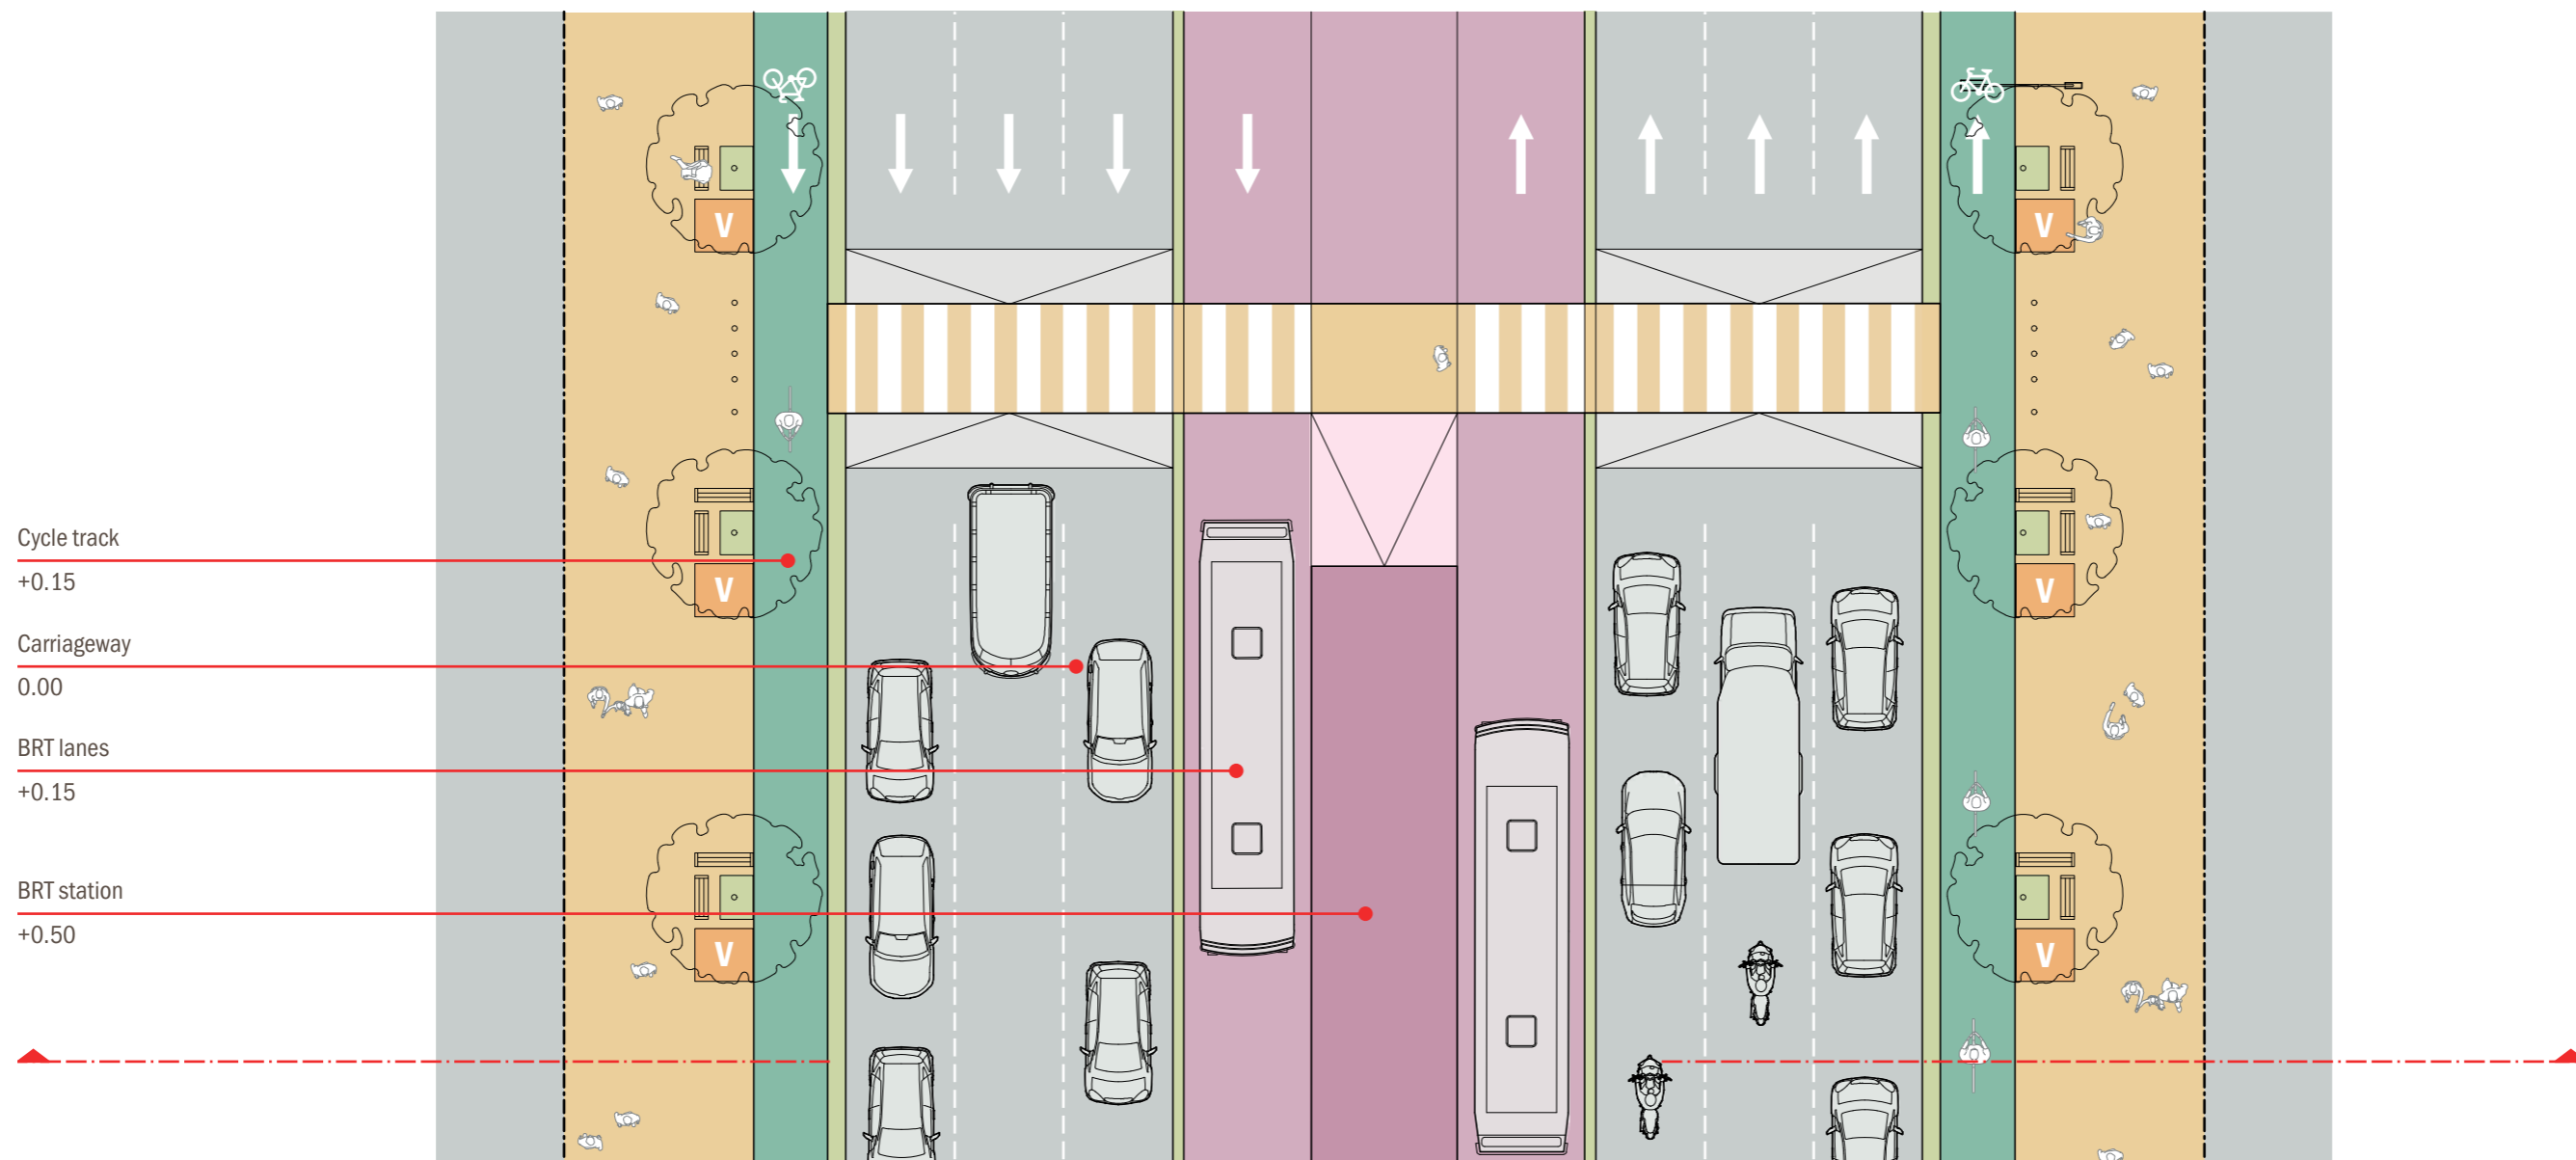 V
V
Cycle track
+0.15
V
V
Carriageway
0.00
BRT lanes
+0.15
BRT station
+0.50
V
V